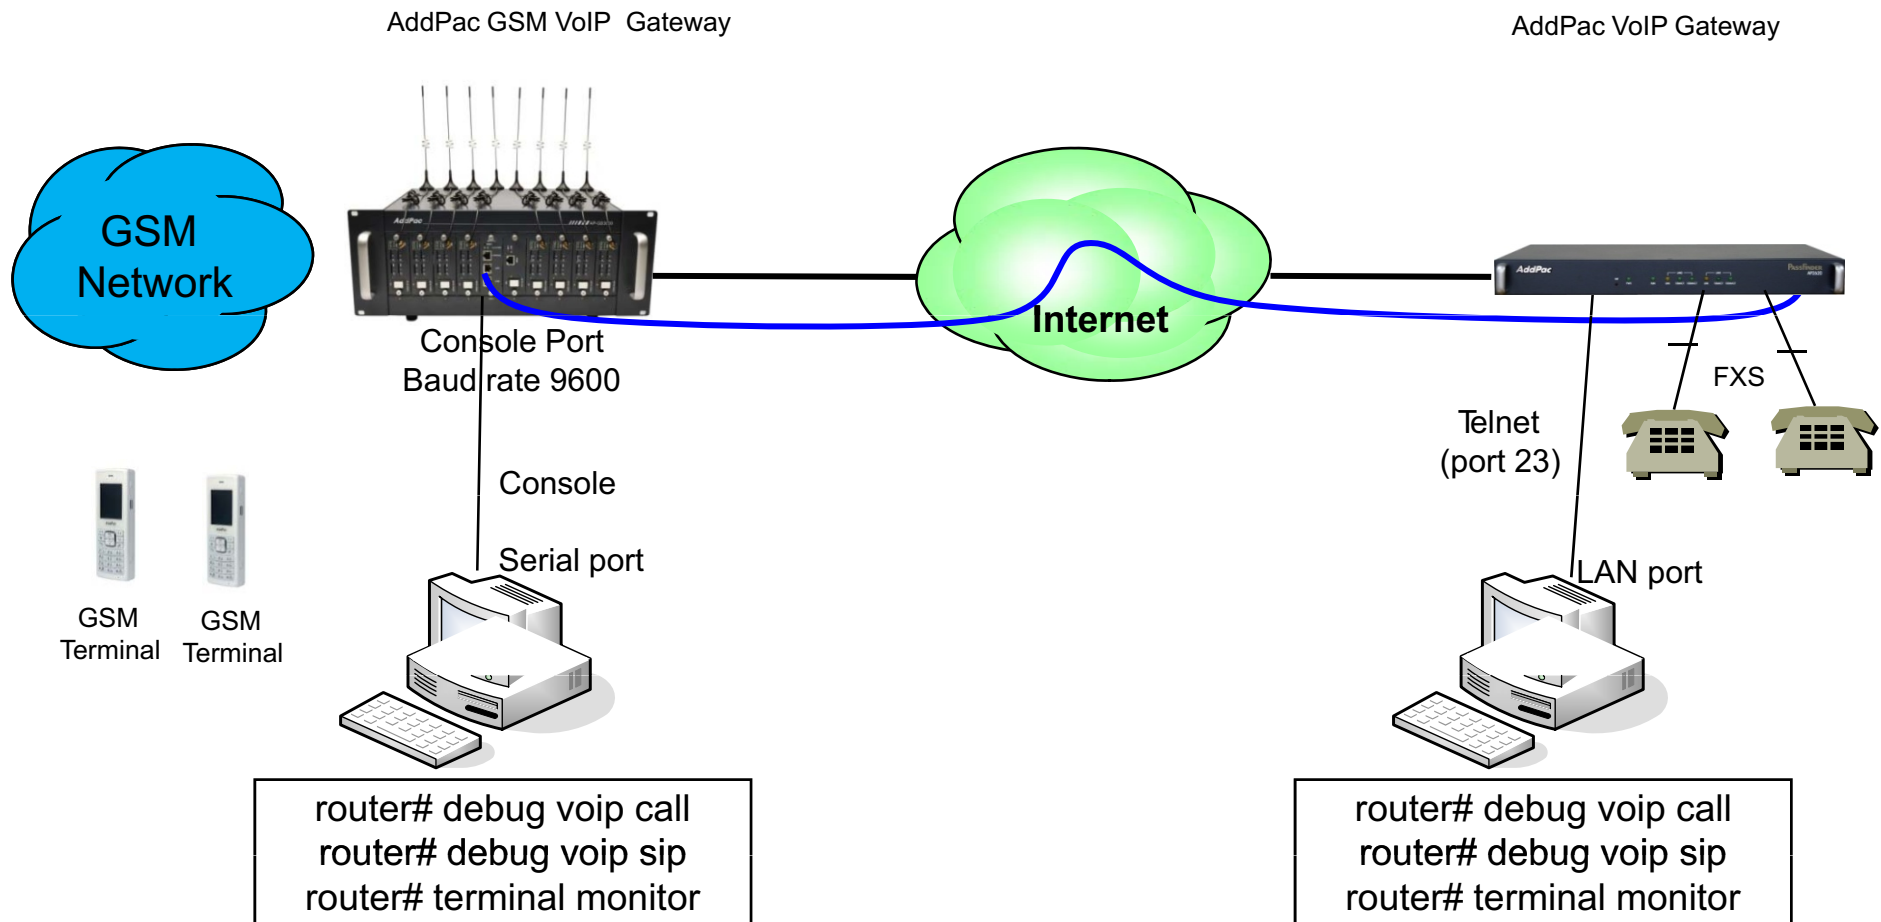 AddPac GSM VoIP  Gateway
AddPac VoIP Gateway
GSM
Network
AddPac
AddPac
Internet
Console Port
Baud rate 9600
FXS
Telnet
(port 23)
Console
Serial port
LAN port
GSM
Terminal
GSM
Terminal
router# debug voip call
router# debug voip sip
router# terminal monitor
router# debug voip call
router# debug voip sip
router# terminal monitor